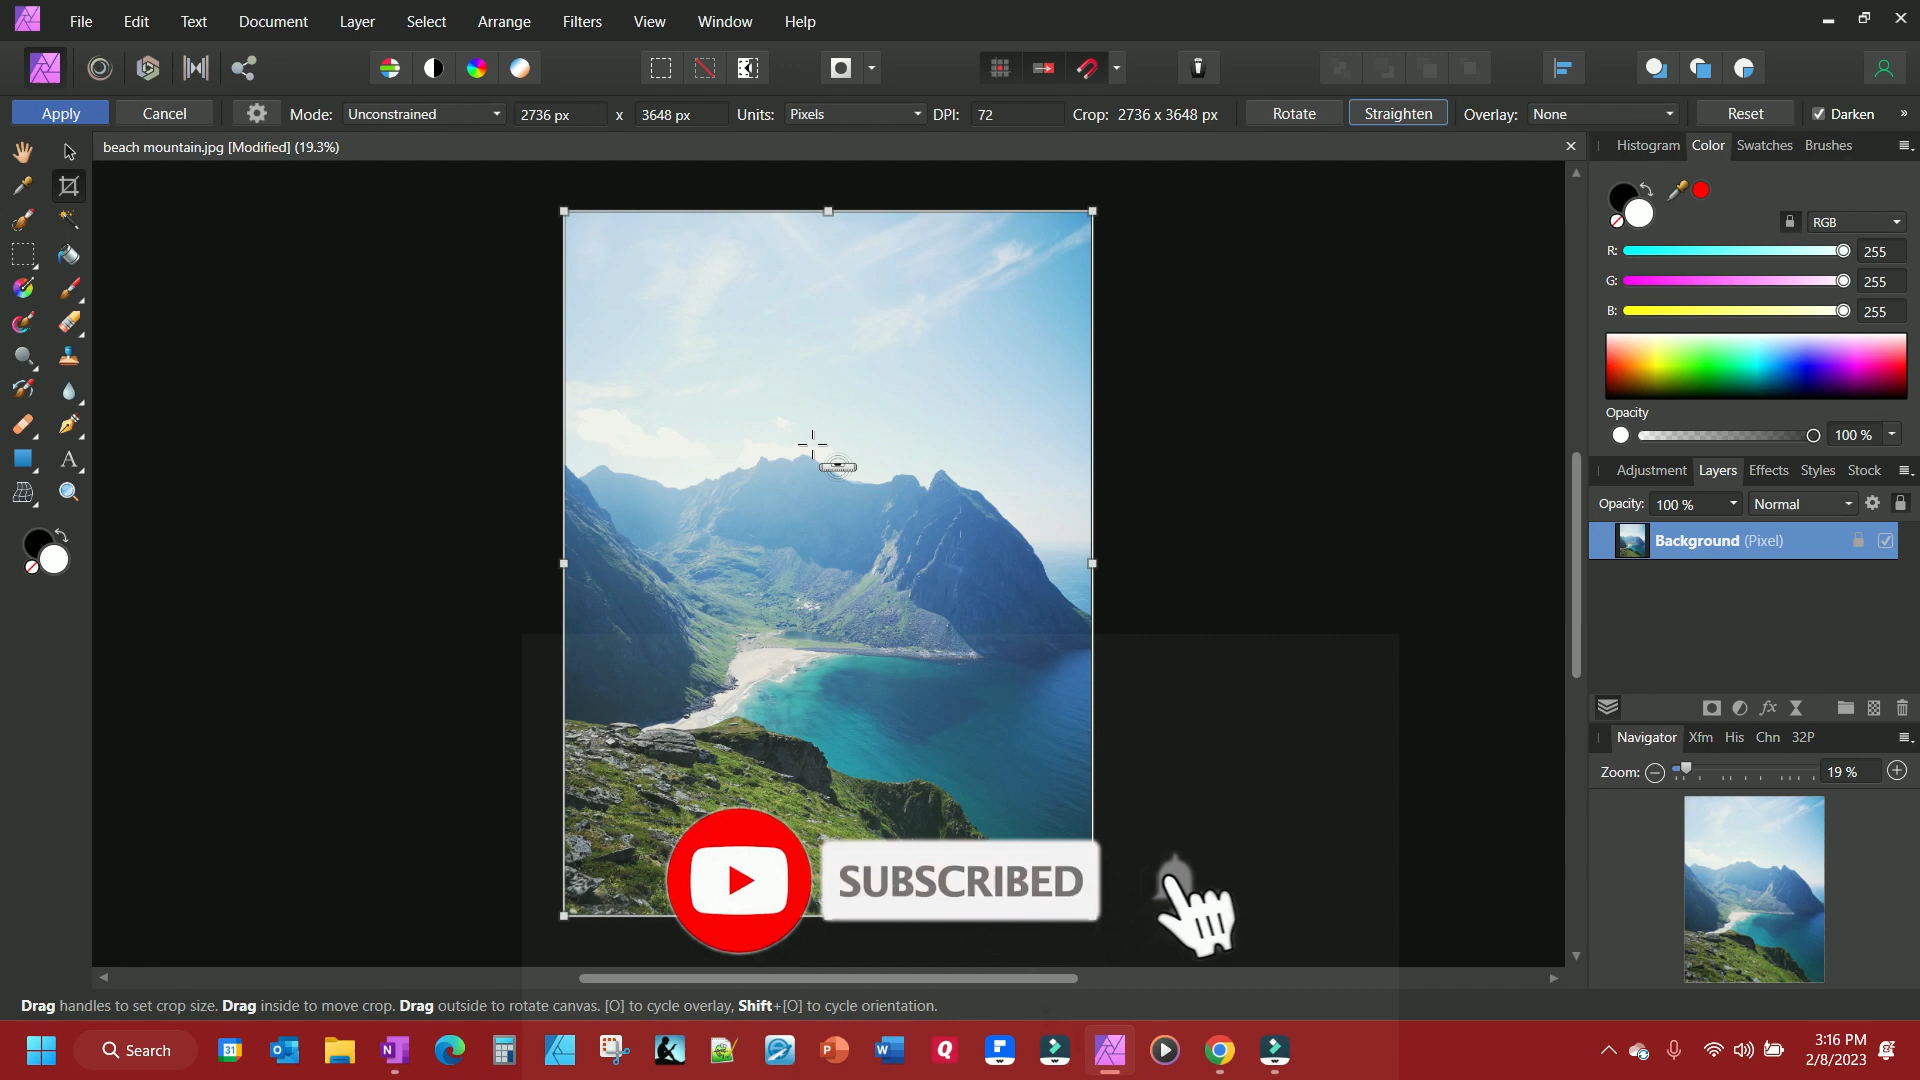 File Edit Text Document Layer Select Arrange Filters View Window Help
Apply Cancel Mode: Unconstrained 2736 px x 3648 px Units: Pixels DPI: 72 Crop: 2736 x 3648 px Rotate Straighten Overlay: None Reset Darken »
beach mountain.jpg [Modified] (19.3%)
Histogram Color Swatches Brushes
RGB
R: 255
G: 255
B: 255
Opacity
100 %
Adjustment Layers Effects Styles Stock
Opacity: 100 % Normal
Background (Pixel)
Navigator Xfm His Chn 32P
Zoom: 19 %
SUBSCRIBED
Drag handles to set crop size. Drag inside to move crop. Drag outside to rotate canvas. [O] to cycle overlay, Shift+[O] to cycle orientation.
Search
31
3:16 PM
2/8/2023